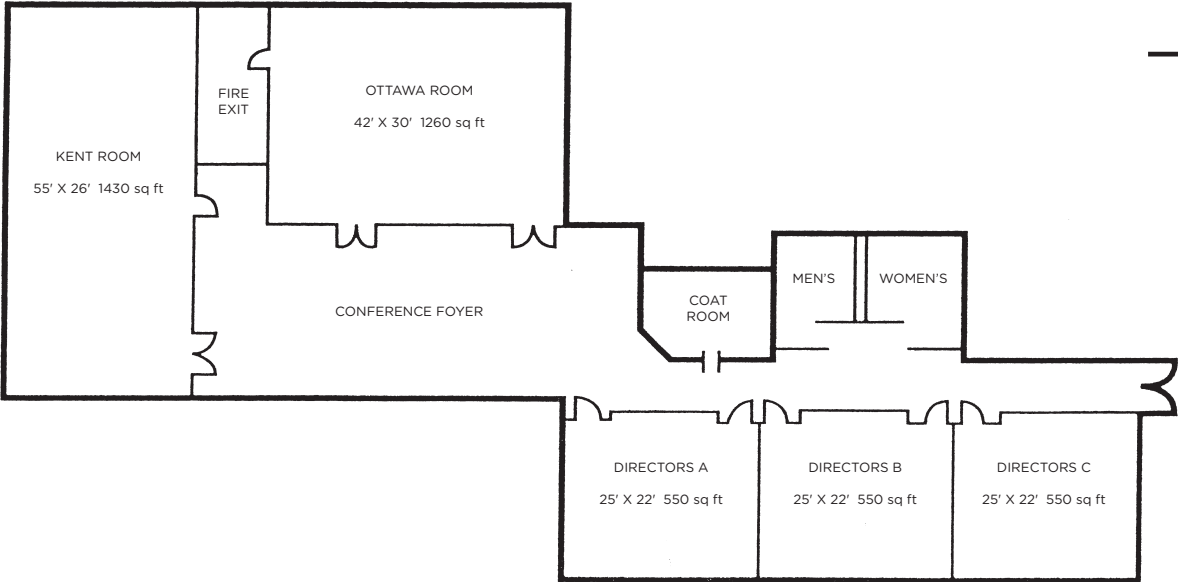 KENT ROOM
55' X 26'  1430 sq ft
FIRE
EXIT
OTTAWA ROOM
42' X 30'  1260 sq ft
CONFERENCE FOYER
COAT
ROOM
MEN'S
WOMEN'S
DIRECTORS A
25' X 22'  550 sq ft
DIRECTORS B
25' X 22'  550 sq ft
DIRECTORS C
25' X 22'  550 sq ft